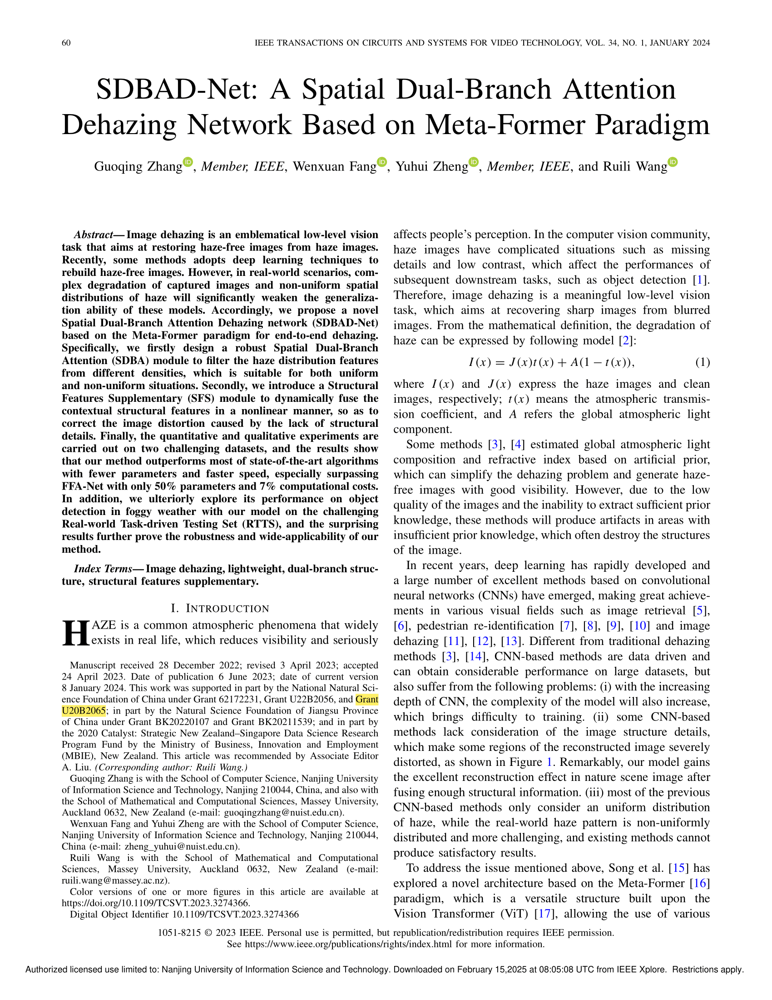 60
IEEE TRANSACTIONS ON CIRCUITS AND SYSTEMS FOR VIDEO TECHNOLOGY, VOL. 34, NO. 1, JANUARY 2024
SDBAD-Net: A Spatial Dual-Branch Attention
Dehazing Network Based on Meta-Former Paradigm
Guoqing Zhang, Member, IEEE, Wenxuan Fang, Yuhui Zheng, Member, IEEE, and Ruili Wang
Abstract—Image dehazing is an emblematical low-level vision
task that aims at restoring haze-free images from haze images.
Recently, some methods adopts deep learning techniques to
rebuild haze-free images. However, in real-world scenarios, com-
plex degradation of captured images and non-uniform spatial
distributions of haze will significantly weaken the generaliza-
tion ability of these models. Accordingly, we propose a novel
Spatial Dual-Branch Attention Dehazing network (SDBAD-Net)
based on the Meta-Former paradigm for end-to-end dehazing.
Specifically, we firstly design a robust Spatial Dual-Branch
Attention (SDBA) module to filter the haze distribution features
from different densities, which is suitable for both uniform
and non-uniform situations. Secondly, we introduce a Structural
Features Supplementary (SFS) module to dynamically fuse the
contextual structural features in a nonlinear manner, so as to
correct the image distortion caused by the lack of structural
details. Finally, the quantitative and qualitative experiments are
carried out on two challenging datasets, and the results show
that our method outperforms most of state-of-the-art algorithms
with fewer parameters and faster speed, especially surpassing
FFA-Net with only 50% parameters and 7% computational costs.
In addition, we ulteriorly explore its performance on object
detection in foggy weather with our model on the challenging
Real-world Task-driven Testing Set (RTTS), and the surprising
results further prove the robustness and wide-applicability of our
method.
Index Terms—Image dehazing, lightweight, dual-branch struc-
ture, structural features supplementary.
I. INTRODUCTION
HAZE is a common atmospheric phenomena that widely
exists in real life, which reduces visibility and seriously
Manuscript received 28 December 2022; revised 3 April 2023; accepted
24 April 2023. Date of publication 6 June 2023; date of current version
8 January 2024. This work was supported in part by the National Natural Sci-
ence Foundation of China under Grant 62172231, Grant U22B2056, and Grant
U20B2065; in part by the Natural Science Foundation of Jiangsu Province
of China under Grant BK20220107 and Grant BK20211539; and in part by
the 2020 Catalyst: Strategic New Zealand–Singapore Data Science Research
Program Fund by the Ministry of Business, Innovation and Employment
(MBIE), New Zealand. This article was recommended by Associate Editor
A. Liu. (Corresponding author: Ruili Wang.)
Guoqing Zhang is with the School of Computer Science, Nanjing University
of Information Science and Technology, Nanjing 210044, China, and also with
the School of Mathematical and Computational Sciences, Massey University,
Auckland 0632, New Zealand (e-mail: guoqingzhang@nuist.edu.cn).
Wenxuan Fang and Yuhui Zheng are with the School of Computer Science,
Nanjing University of Information Science and Technology, Nanjing 210044,
China (e-mail: zheng_yuhui@nuist.edu.cn).
Ruili Wang is with the School of Mathematical and Computational
Sciences, Massey University, Auckland 0632, New Zealand (e-mail:
ruili.wang@massey.ac.nz).
Color versions of one or more figures in this article are available at
https://doi.org/10.1109/TCSVT.2023.3274366.
Digital Object Identifier 10.1109/TCSVT.2023.3274366
affects people's perception. In the computer vision community,
haze images have complicated situations such as missing
details and low contrast, which affect the performances of
subsequent downstream tasks, such as object detection [1].
Therefore, image dehazing is a meaningful low-level vision
task, which aims at recovering sharp images from blurred
images. From the mathematical definition, the degradation of
haze can be expressed by following model [2]:
I(x) = J(x)t(x) + A(1 − t(x)), (1)
where I(x) and J(x) express the haze images and clean
images, respectively; t(x) means the atmospheric transmis-
sion coefficient, and A refers the global atmospheric light
component.
Some methods [3], [4] estimated global atmospheric light
composition and refractive index based on artificial prior,
which can simplify the dehazing problem and generate haze-
free images with good visibility. However, due to the low
quality of the images and the inability to extract sufficient prior
knowledge, these methods will produce artifacts in areas with
insufficient prior knowledge, which often destroy the structures
of the image.
In recent years, deep learning has rapidly developed and
a large number of excellent methods based on convolutional
neural networks (CNNs) have emerged, making great achieve-
ments in various visual fields such as image retrieval [5],
[6], pedestrian re-identification [7], [8], [9], [10] and image
dehazing [11], [12], [13]. Different from traditional dehazing
methods [3], [14], CNN-based methods are data driven and
can obtain considerable performance on large datasets, but
also suffer from the following problems: (i) with the increasing
depth of CNN, the complexity of the model will also increase,
which brings difficulty to training. (ii) some CNN-based
methods lack consideration of the image structure details,
which make some regions of the reconstructed image severely
distorted, as shown in Figure 1. Remarkably, our model gains
the excellent reconstruction effect in nature scene image after
fusing enough structural information. (iii) most of the previous
CNN-based methods only consider an uniform distribution
of haze, while the real-world haze pattern is non-uniformly
distributed and more challenging, and existing methods cannot
produce satisfactory results.
To address the issue mentioned above, Song et al. [15] has
explored a novel architecture based on the Meta-Former [16]
paradigm, which is a versatile structure built upon the
Vision Transformer (ViT) [17], allowing the use of various
1051-8215 © 2023 IEEE. Personal use is permitted, but republication/redistribution requires IEEE permission.
See https://www.ieee.org/publications/rights/index.html for more information.
Authorized licensed use limited to: Nanjing University of Information Science and Technology. Downloaded on February 15,2025 at 08:05:08 UTC from IEEE Xplore. Restrictions apply.